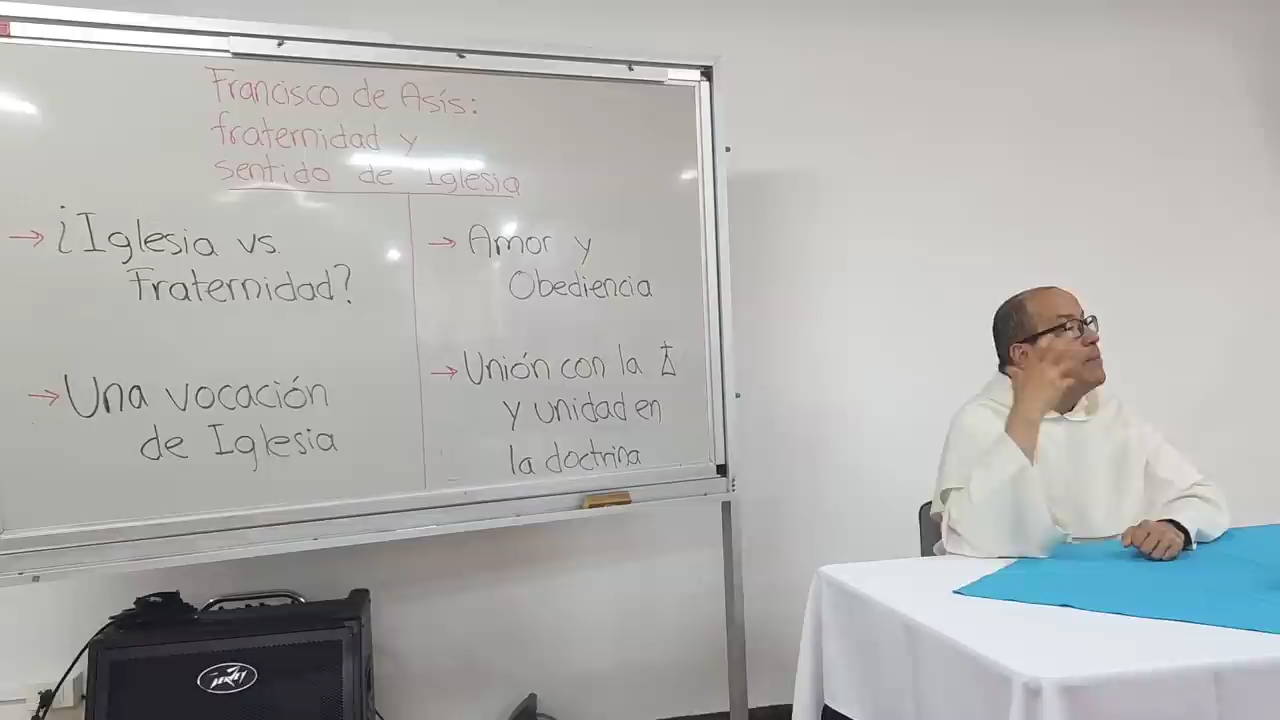 Francisco de Asís:
fraternidad y
sentido de Iglesia
→ ¿Iglesia vs.
Fraternidad?
→ Una vocación
de Iglesia
→ Amor y
Obediencia
→ Unión con la
y unidad en
la doctrina
PEAVEY